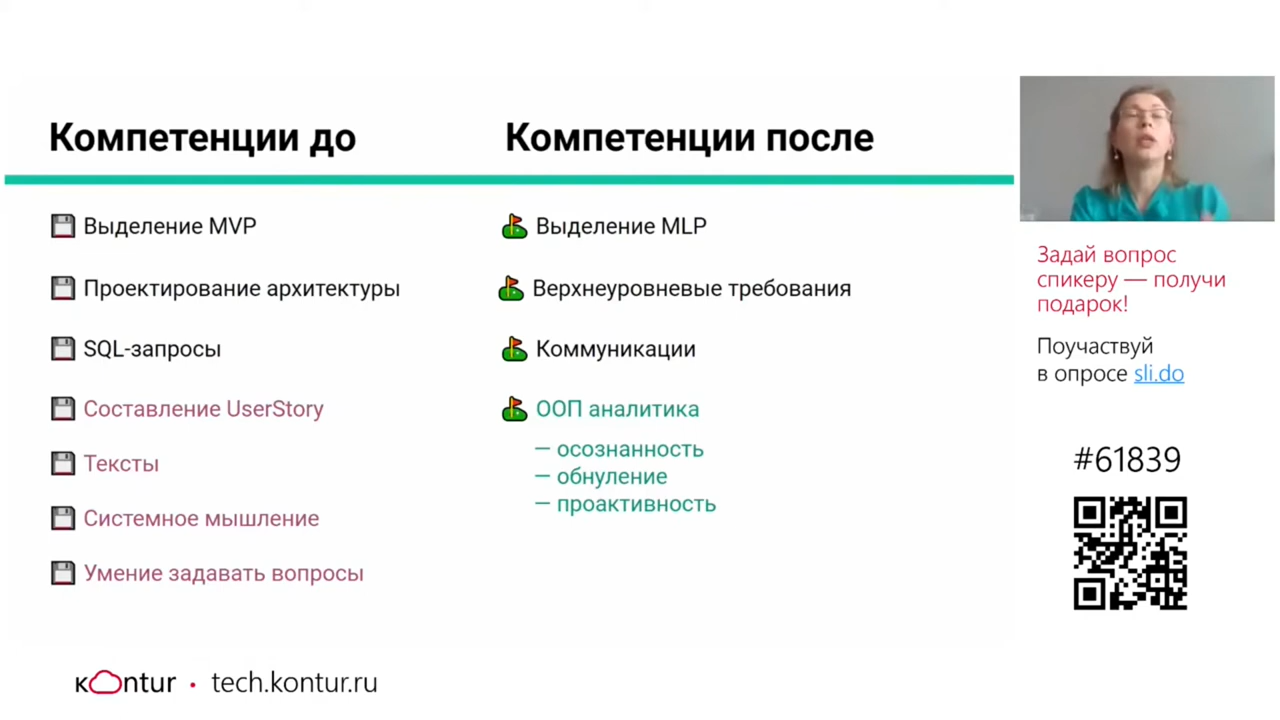 Компетенции до
Компетенции после
Выделение MVP
Проектирование архитектуры
SQL-запросы
Составление UserStory
Тексты
Системное мышление
Умение задавать вопросы
Выделение MLP
Верхнеуровневые требования
Коммуникации
ООП аналитика
— осознанность
— обнуление
— проактивность
Задай вопрос
спикеру — получи
подарок!
Поучаствуй
в опросе sli.do
#61839
кontur • tech.kontur.ru